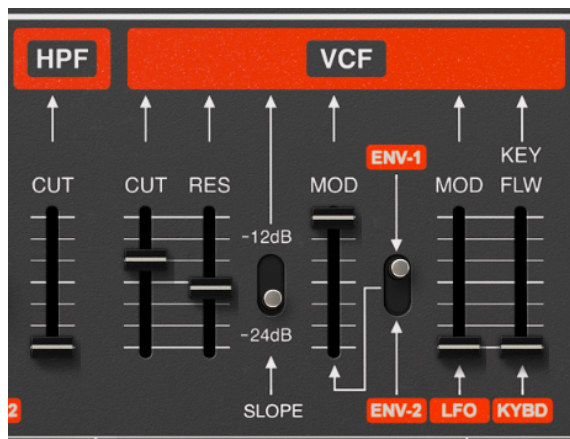 HPF
VCF
ENV-1
KEY
CUT
CUT
RES
MOD
MOD
FLW
-12dB
-24dB
2
SLOPE
ENV-2
LFO
KYBD